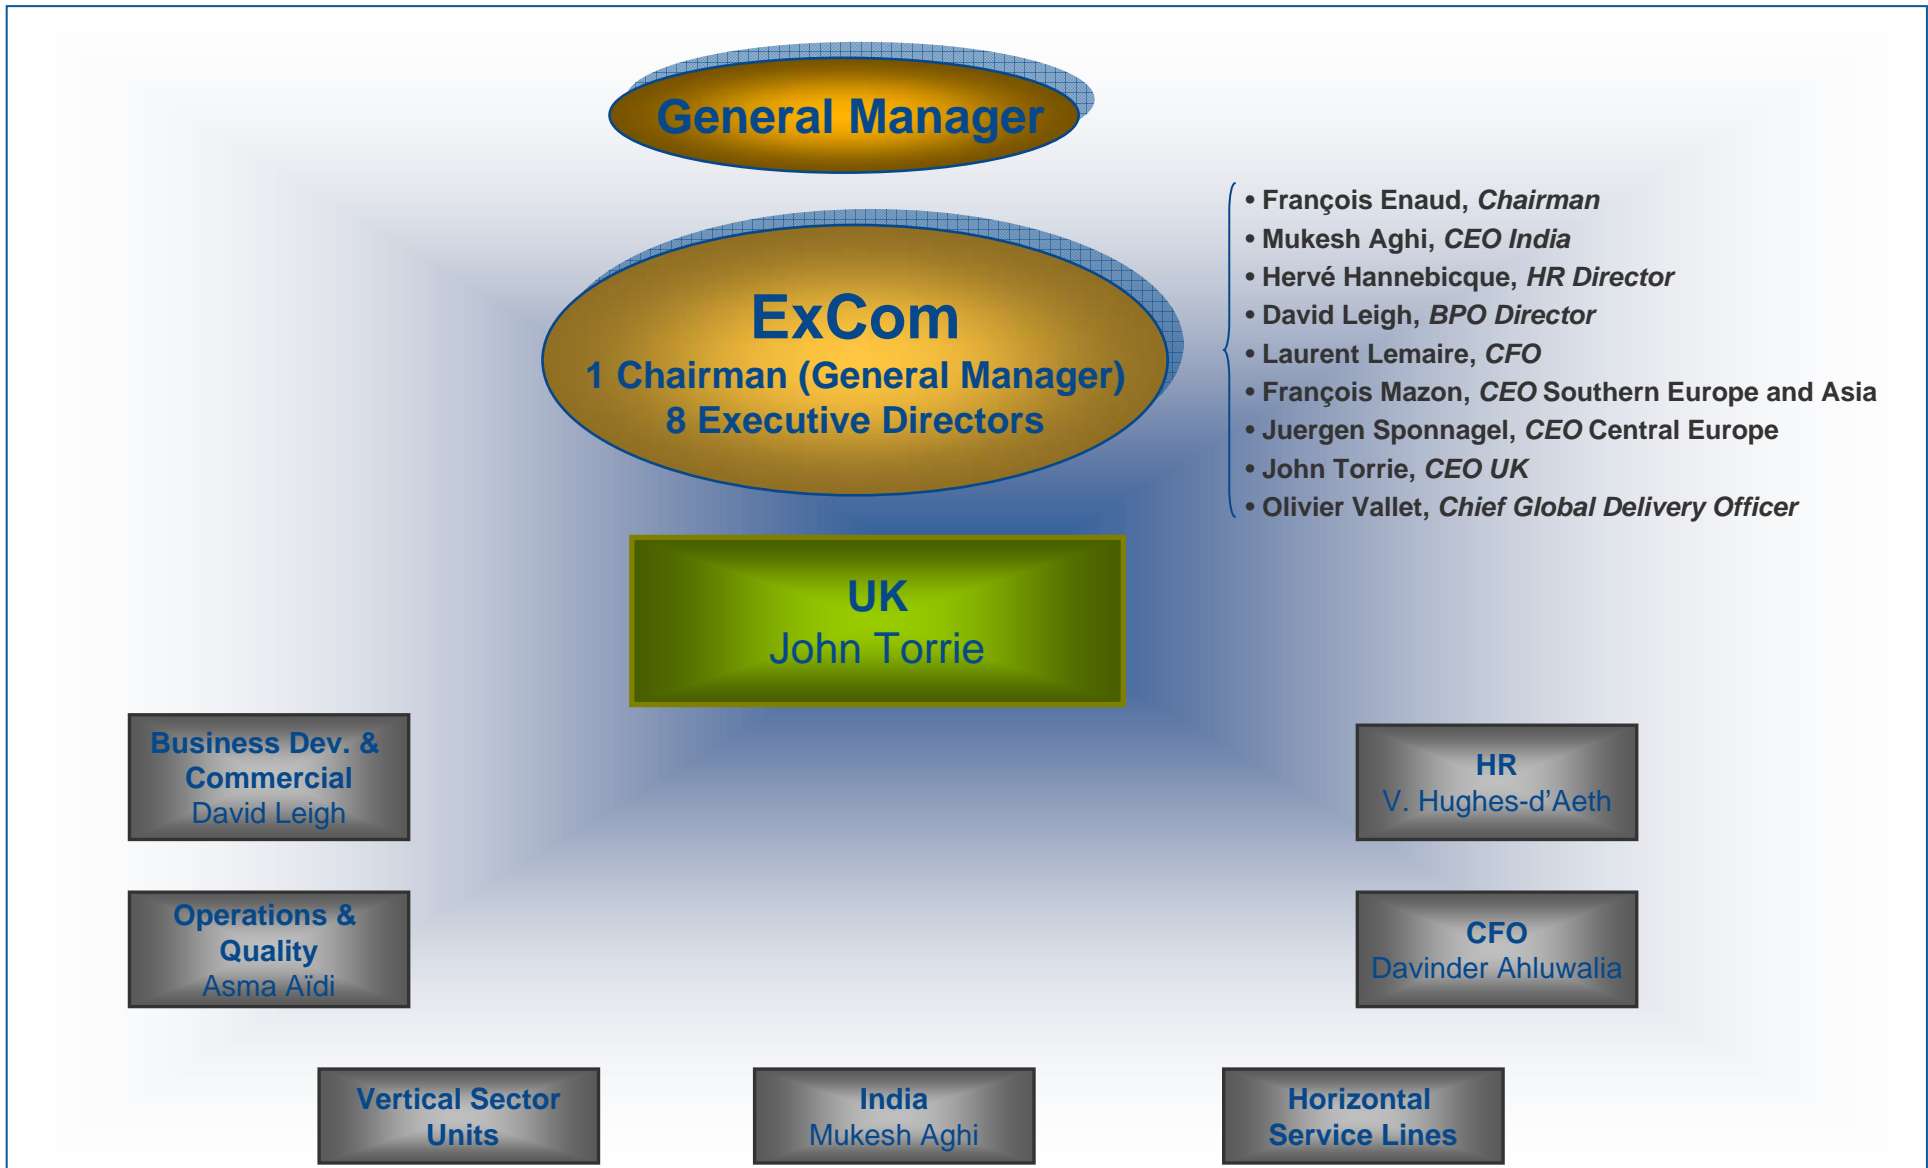 General Manager
ExCom
1 Chairman (General Manager)
8 Executive Directors
• François Enaud, Chairman
• Mukesh Aghi, CEO India
• Hervé Hannebicque, HR Director
• David Leigh, BPO Director
• Laurent Lemaire, CFO
• François Mazon, CEO Southern Europe and Asia
• Juergen Sponnagel, CEO Central Europe
• John Torrie, CEO UK
• Olivier Vallet, Chief Global Delivery Officer
UK
John Torrie
Business Dev. &
Commercial
David Leigh
HR
V. Hughes-d’Aeth
Operations &
Quality
Asma Aïdi
CFO
Davinder Ahluwalia
Vertical Sector
Units
India
Mukesh Aghi
Horizontal
Service Lines